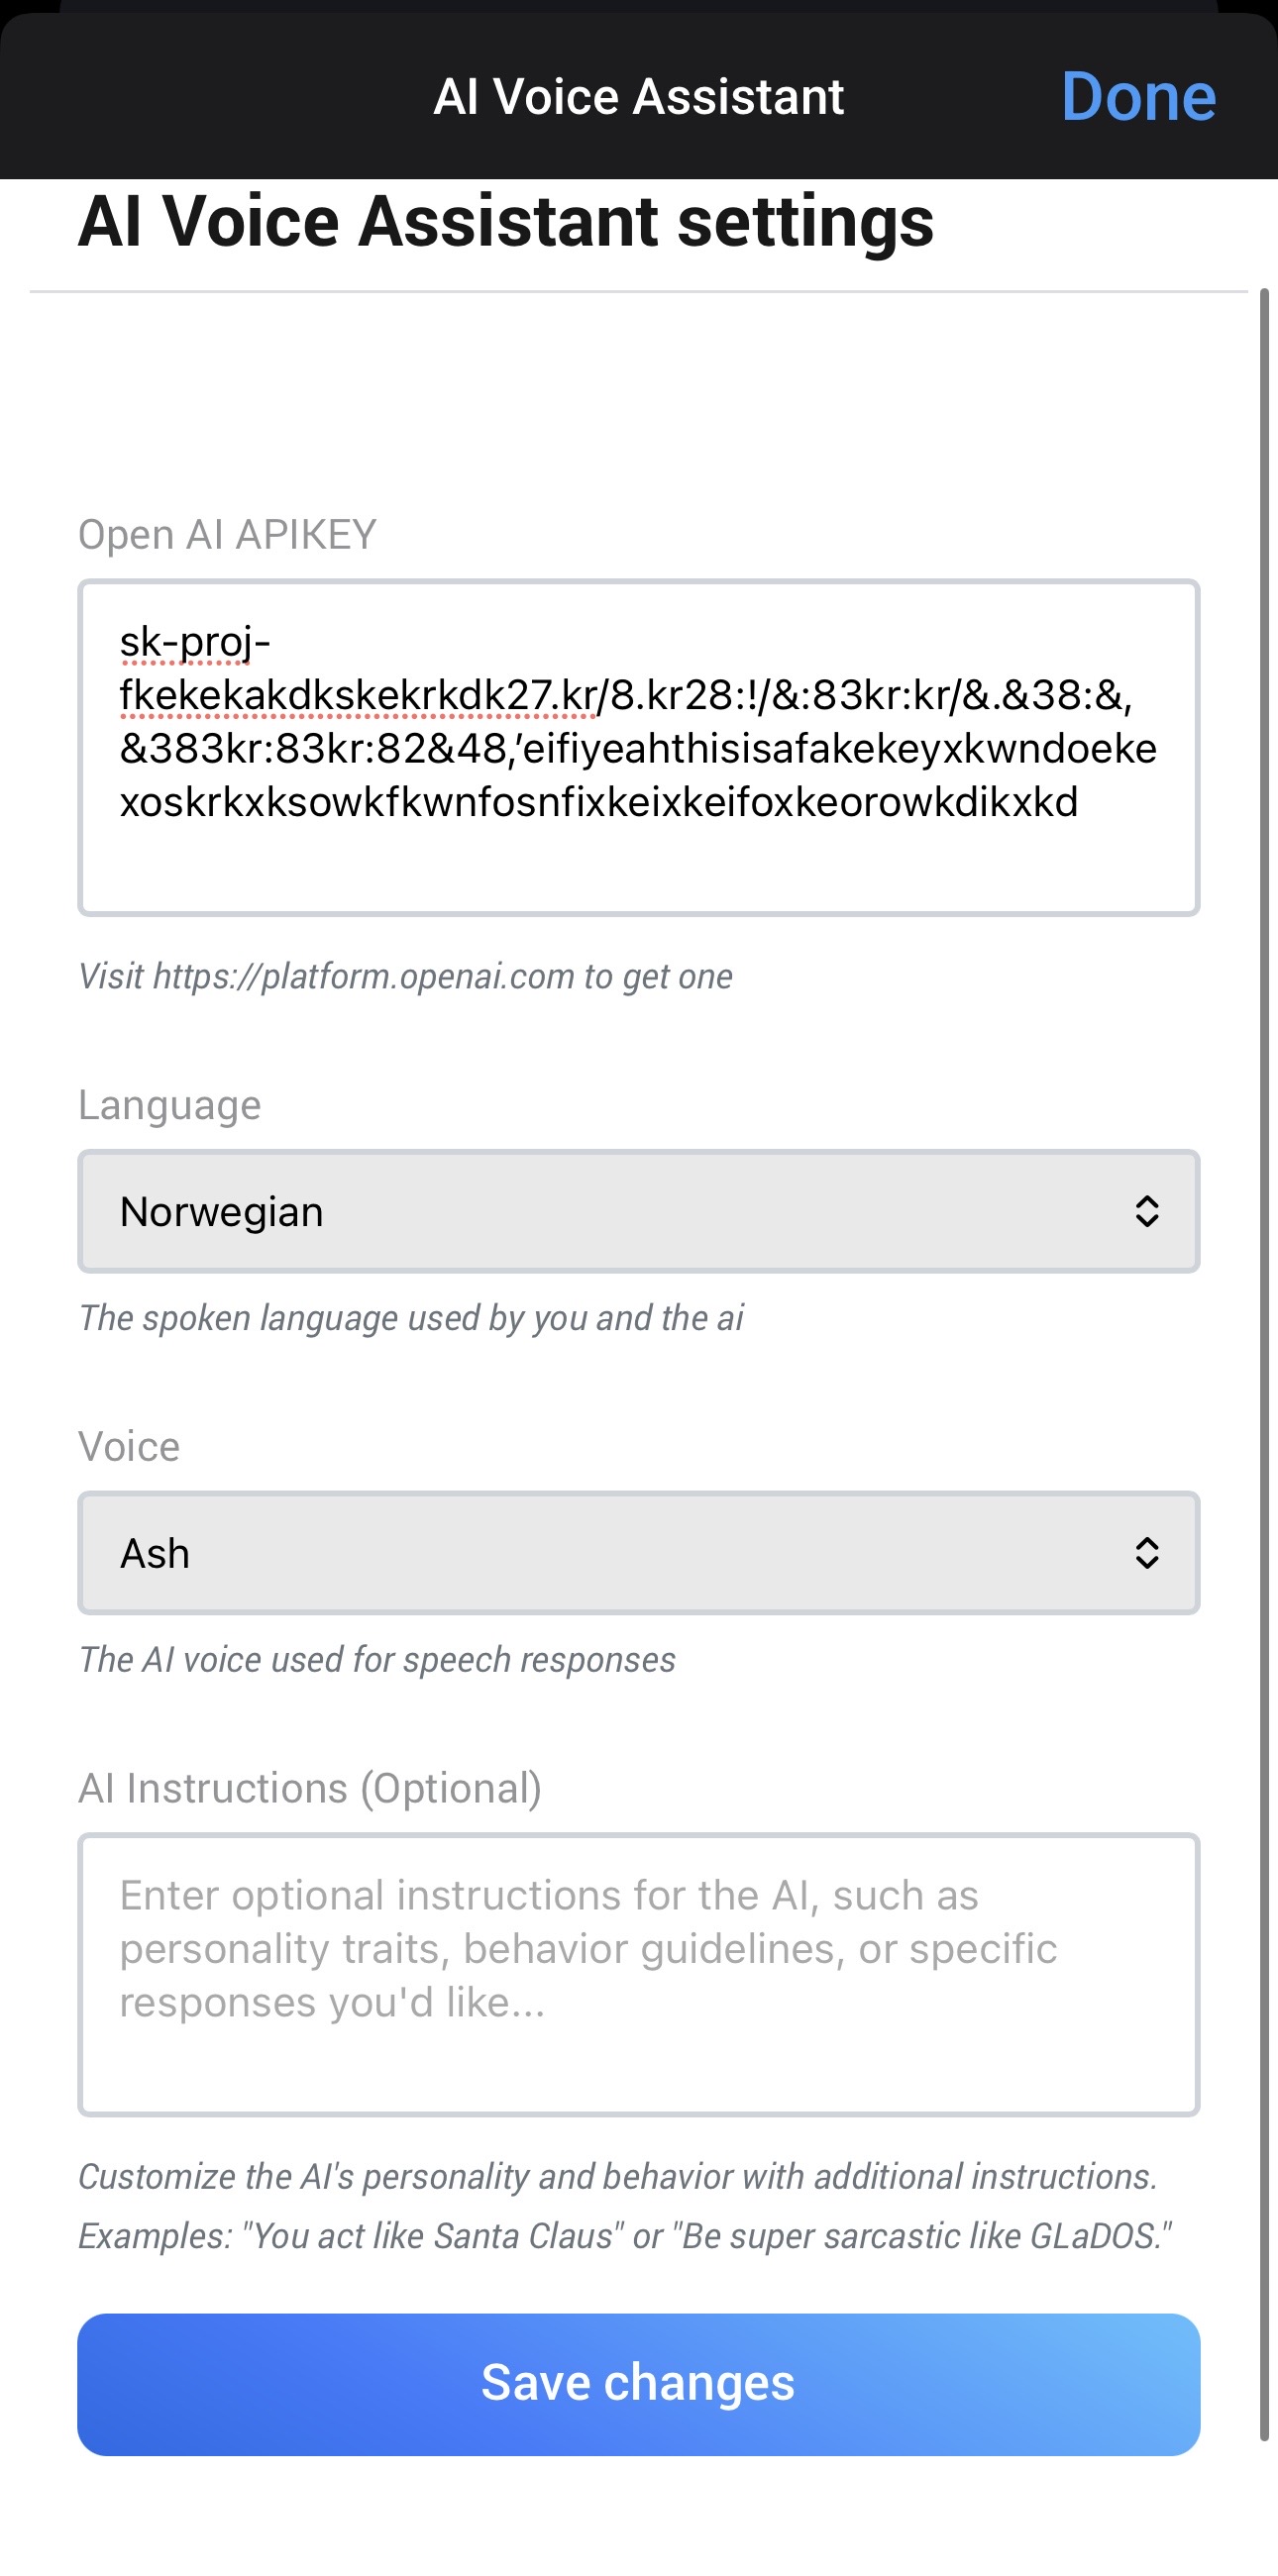 AI Voice Assistant
Done
AI Voice Assistant settings
Open AI APIKEY
sk-proj-
fkekekakdkskekrkdk27.kr/8.kr28:!/&:83kr:kr/&.&38:&,
&383kr:83kr:82&48,’eifiyeahthisisafakekeyxkwndoeke
xoskrkxksowkfkwnfosnfixkeixkeifoxkeorowkdikxkd
Visit https://platform.openai.com to get one
Language
Norwegian
The spoken language used by you and the ai
Voice
Ash
The AI voice used for speech responses
AI Instructions (Optional)
Enter optional instructions for the AI, such as
personality traits, behavior guidelines, or specific
responses you'd like...
Customize the AI's personality and behavior with additional instructions.
Examples: "You act like Santa Claus" or "Be super sarcastic like GLaDOS."
Save changes